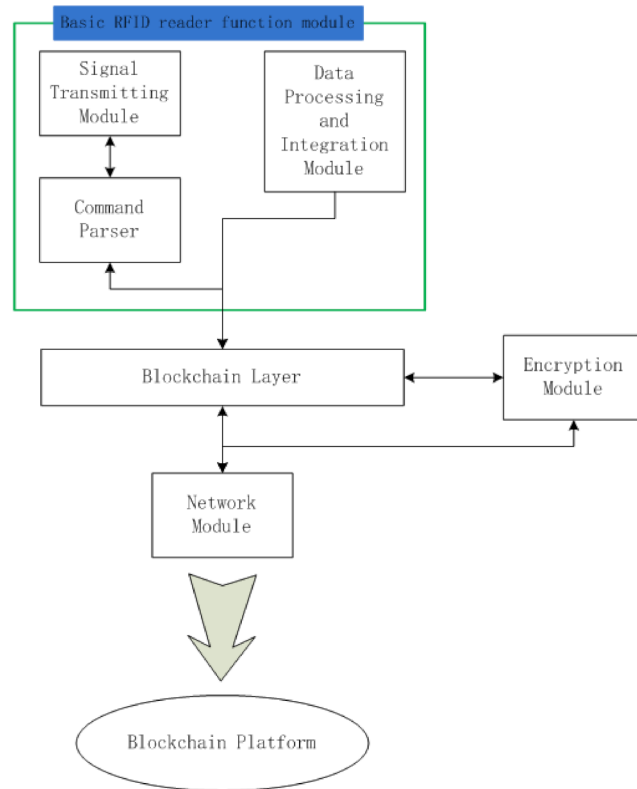 Basic RFID reader function module
Signal
Transmitting
Module
Data
Processing
and
Integration
Module
Command
Parser
Blockchain Layer
Encryption
Module
Network
Module
Blockchain Platform